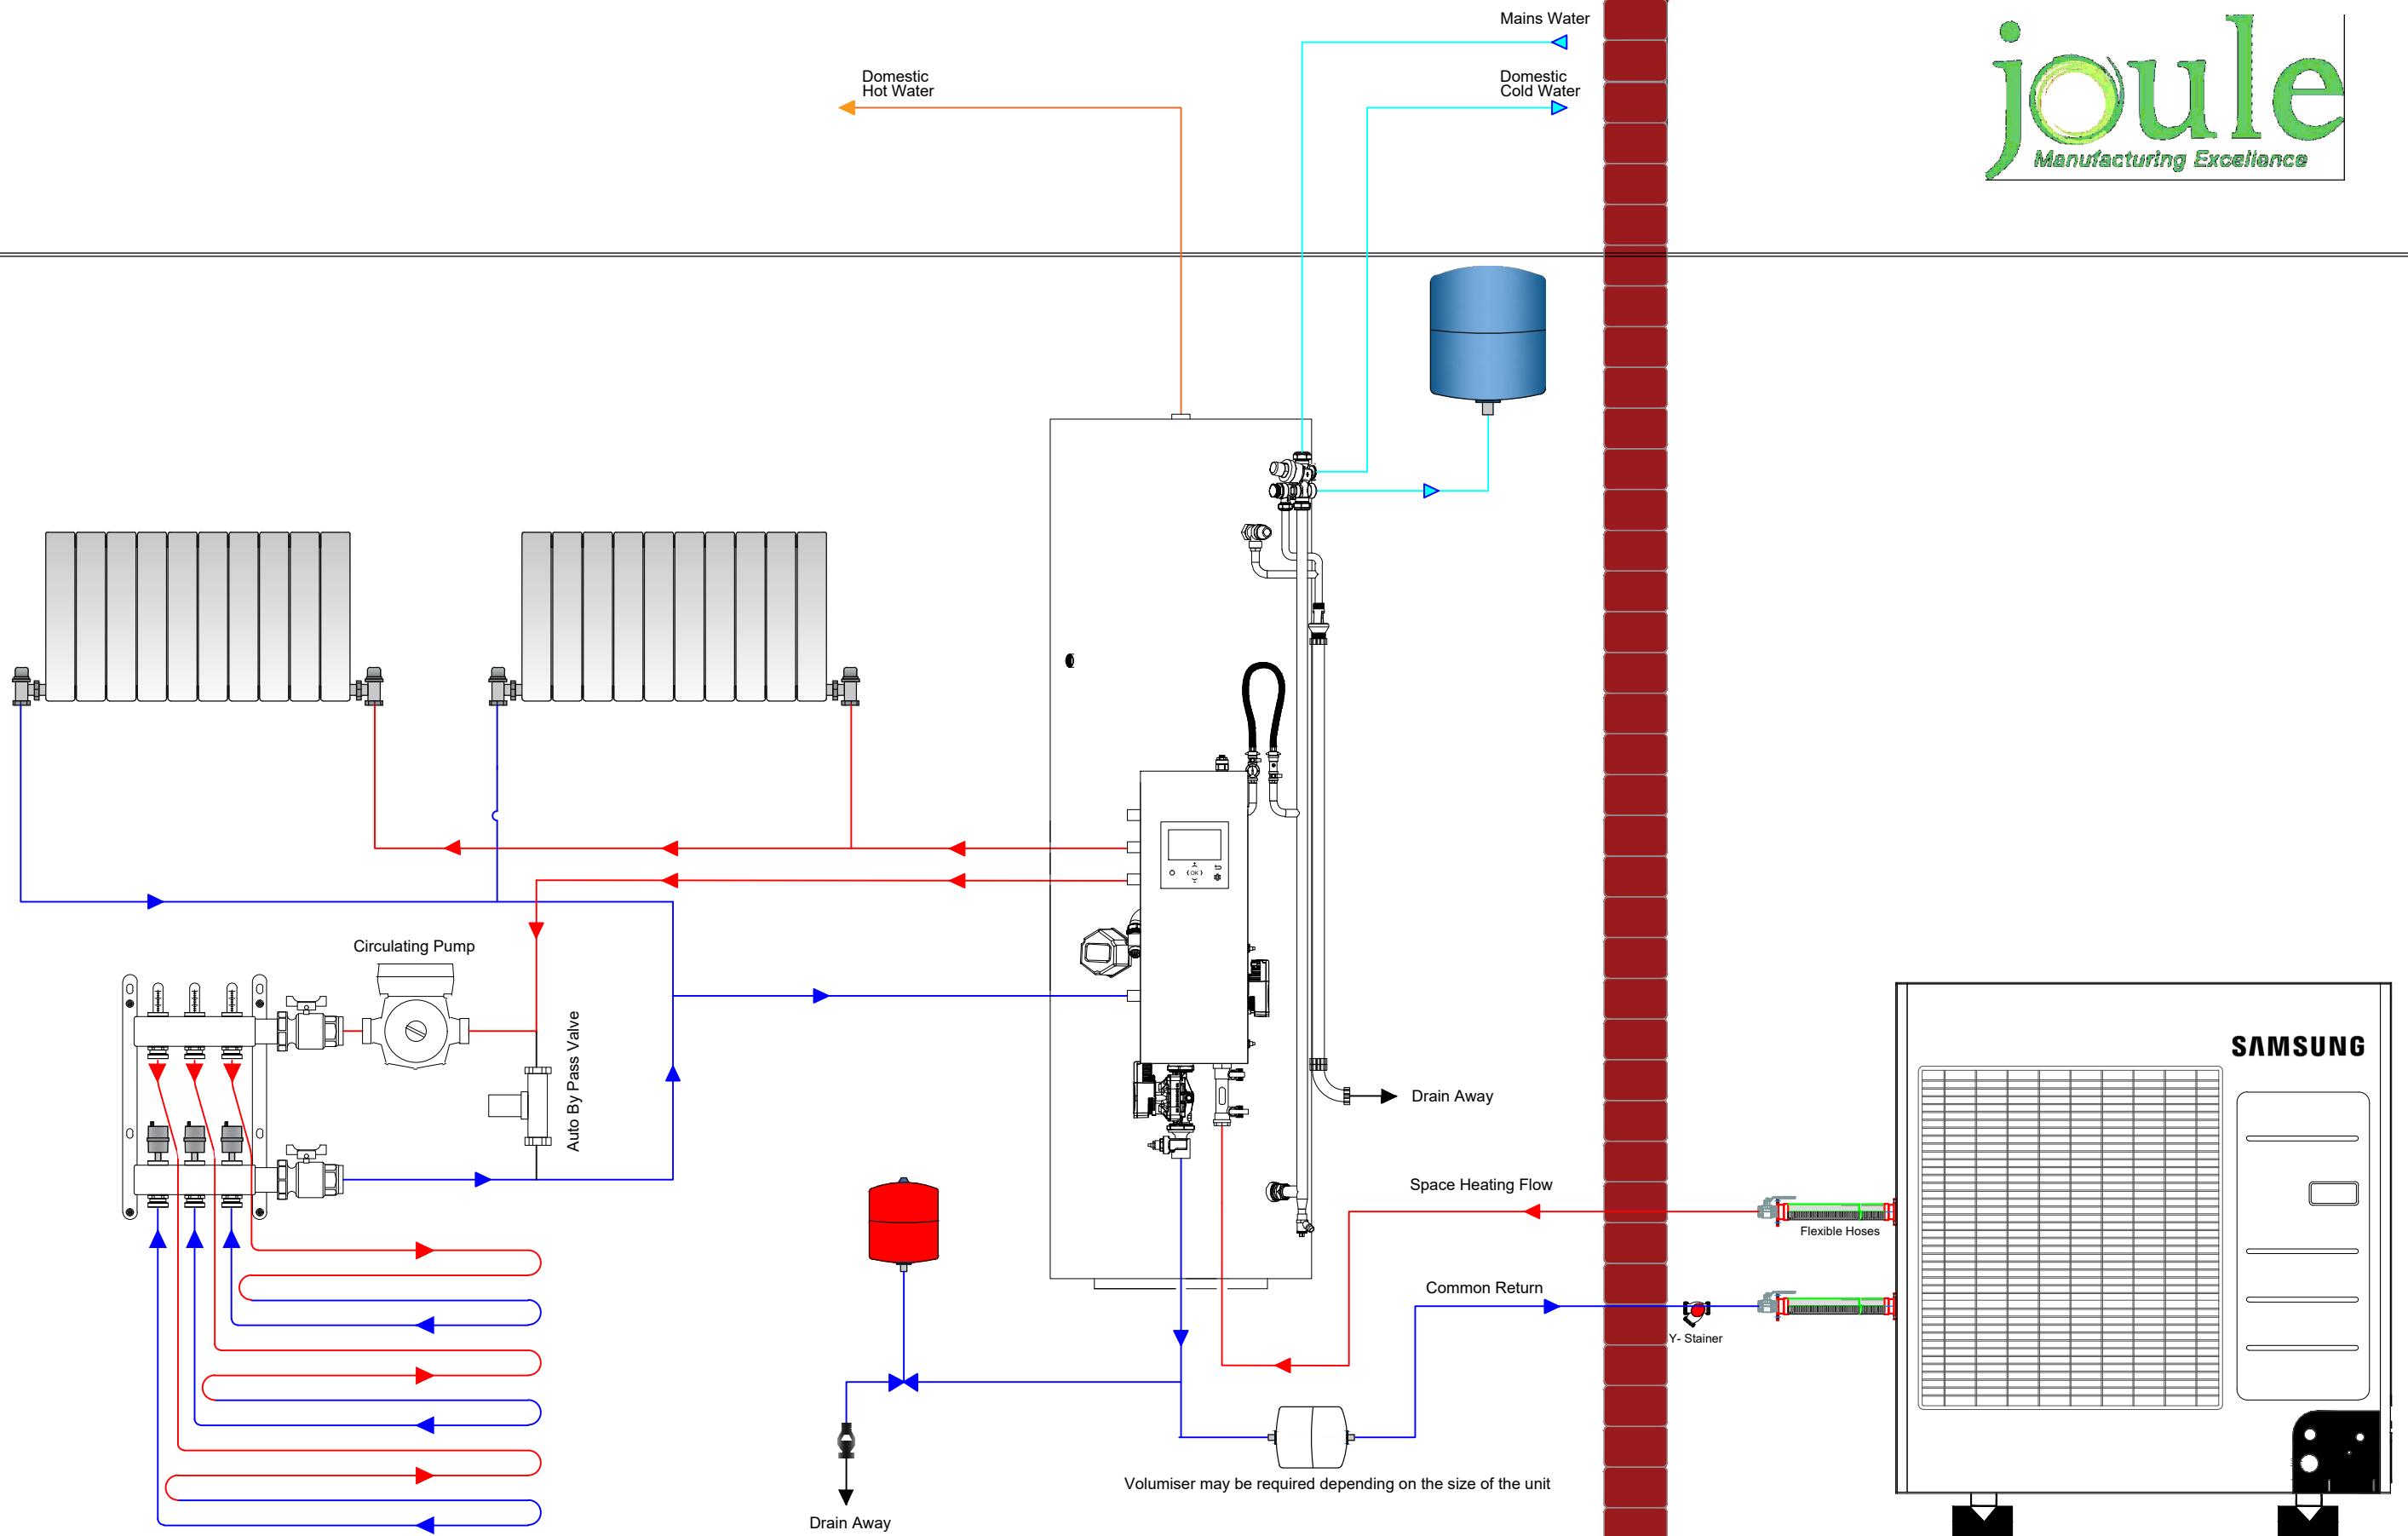 Mains Water
Domestic
Hot Water
Domestic
Cold Water
joule
Manufacturing Excellence
OK
Circulating Pump
Auto By Pass Valve
SAMSUNG
Drain Away
Space Heating Flow
Flexible Hoses
Common Return
Y- Stainer
Volumiser may be required depending on the size of the unit
Drain Away